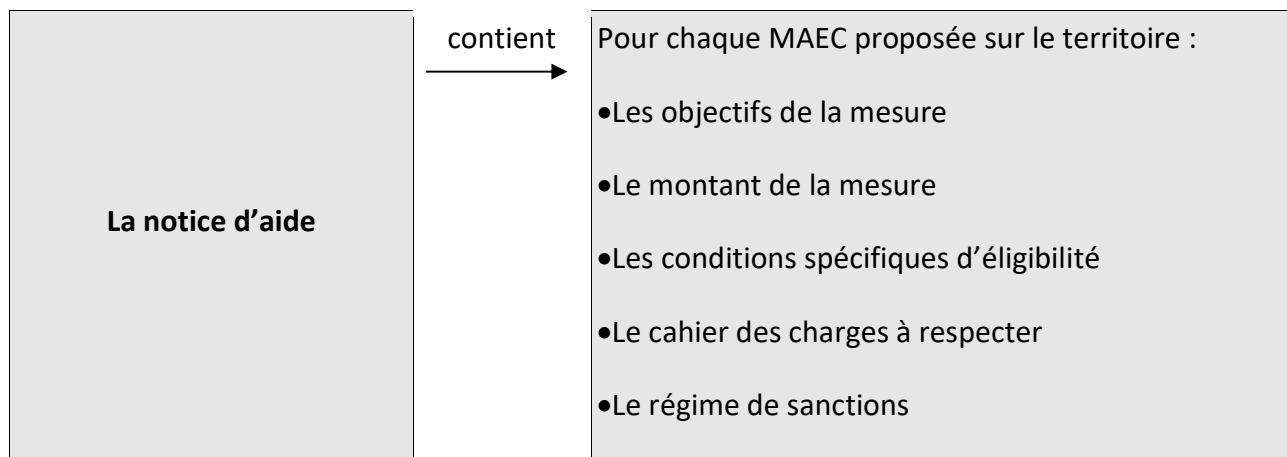 La notice d’aide
contient
Pour chaque MAEC proposée sur le territoire :
•Les objectifs de la mesure
•Le montant de la mesure
•Les conditions spécifiques d’éligibilité
•Le cahier des charges à respecter
•Le régime de sanctions